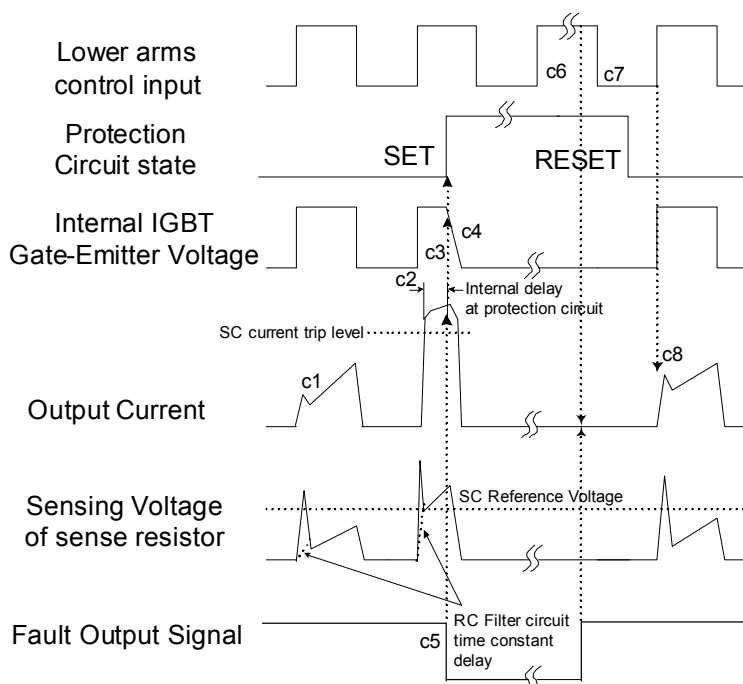 Lower arms
control input
c6
c7
Protection
Circuit state
SET
RESET
Internal IGBT
Gate-Emitter Voltage
c4
c3
c2
Internal delay
at protection circuit
SC current trip level
c8
c1
Output Current
SC Reference Voltage
Sensing Voltage
of sense resistor
Fault Output Signal
c5
RC Filter circuit
time constant
delay